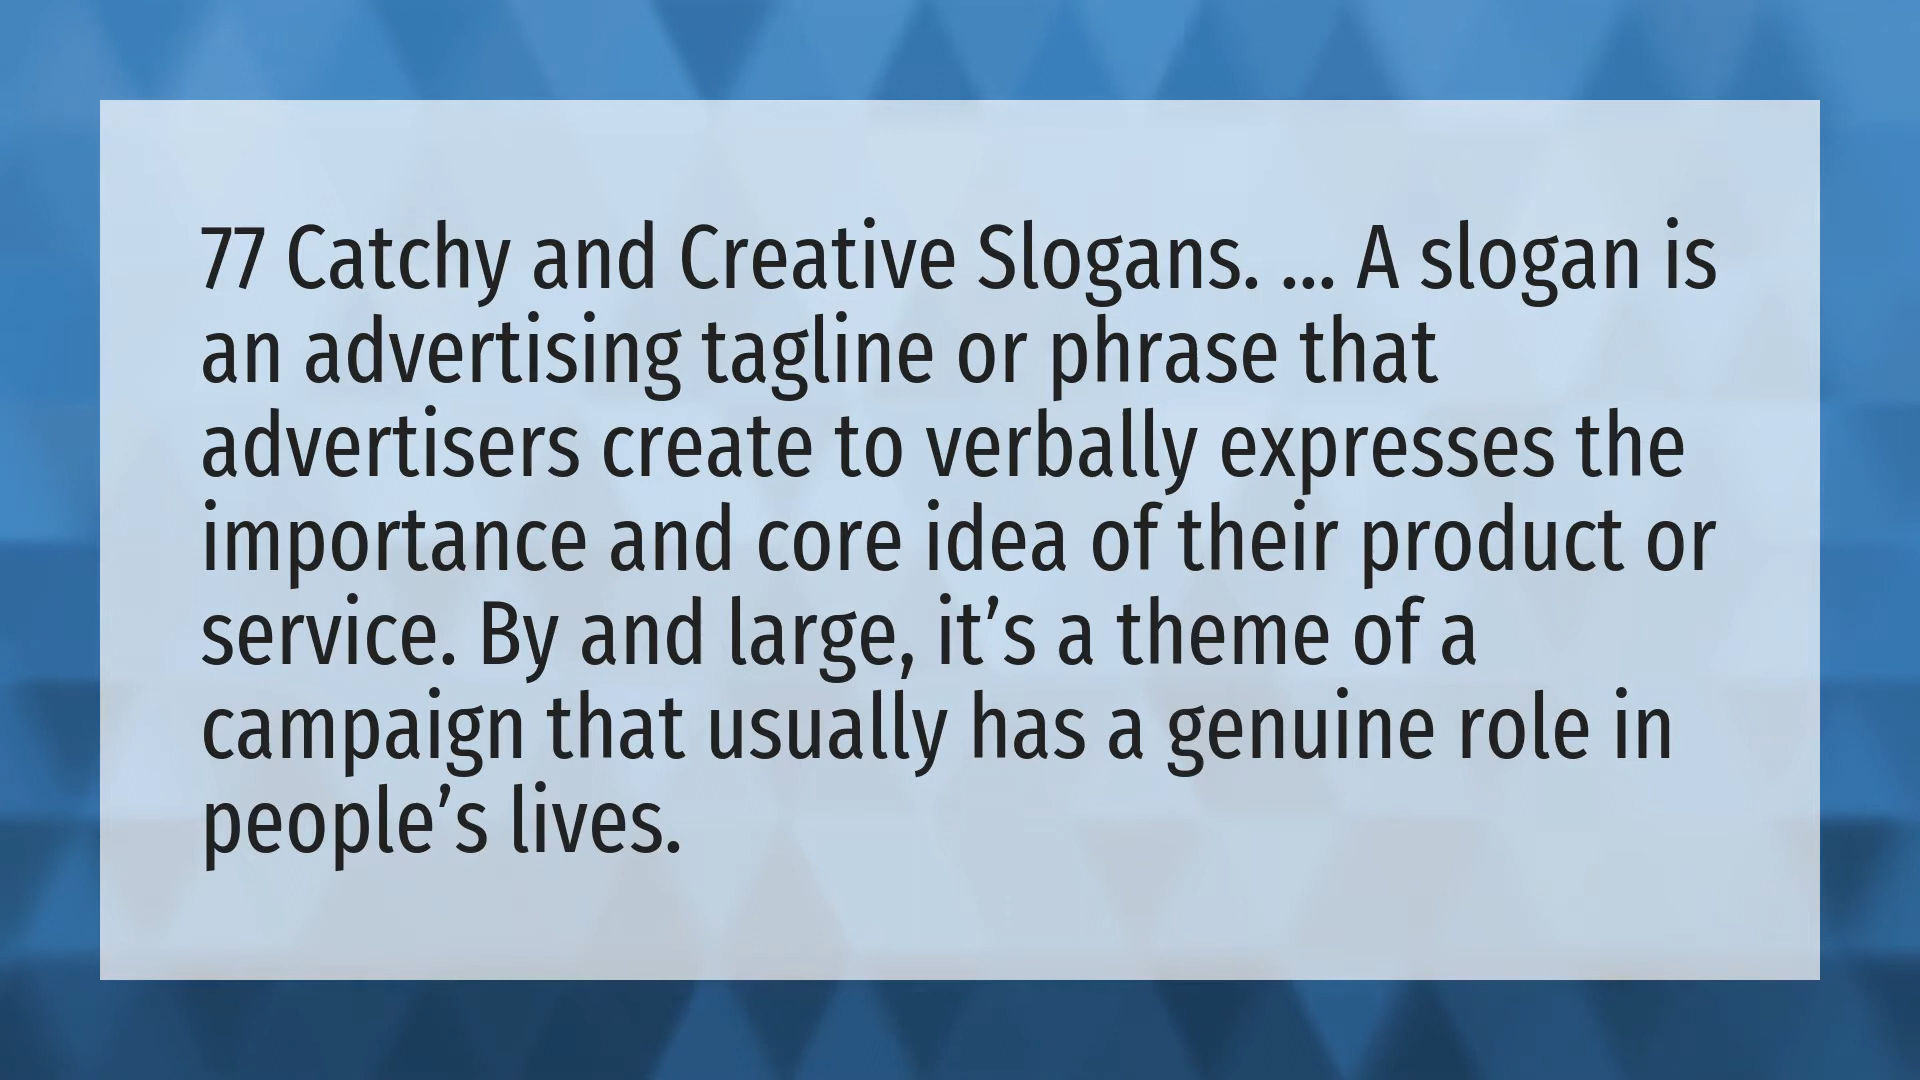 77 Catchy and Creative Slogans. ... A slogan is
an advertising tagline or phrase that
advertisers create to verbally expresses the
importance and core idea of their product or
service. By and large, it’s a theme of a
campaign that usually has a genuine role in
people’s lives.